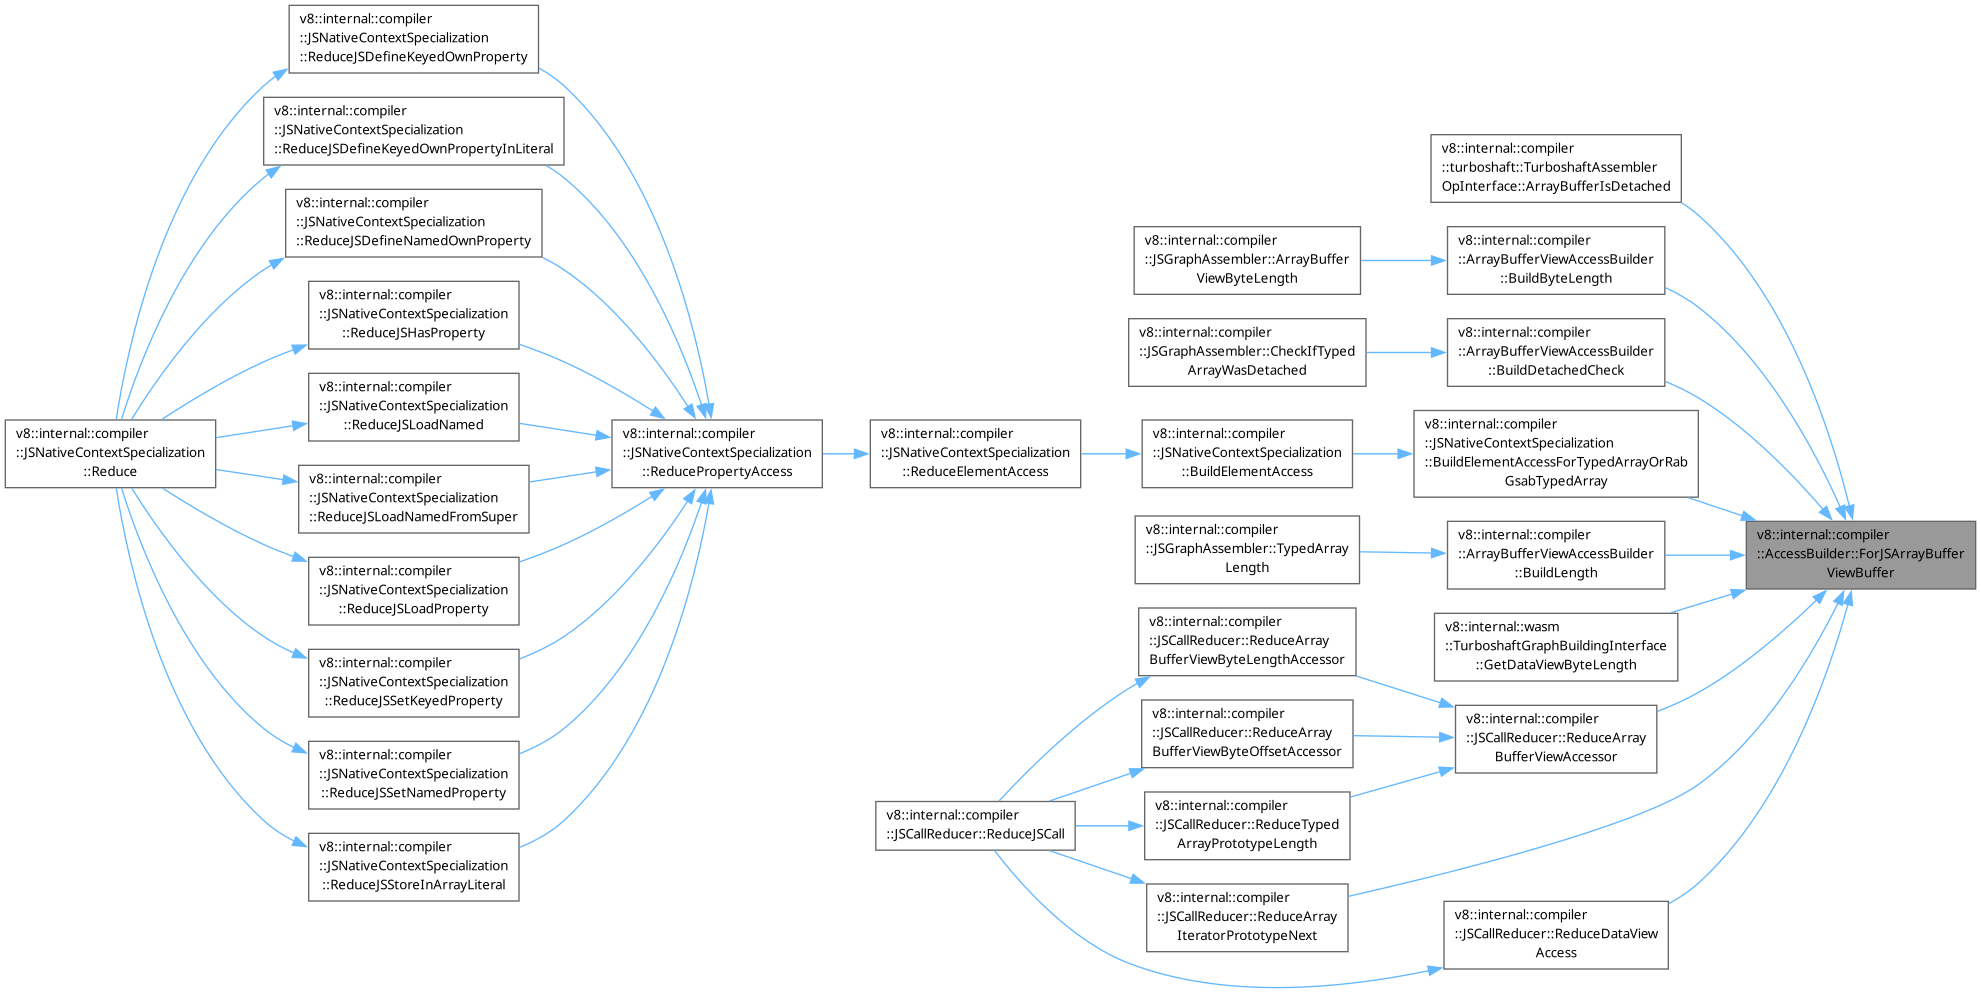 v8::internal::compiler
::JSNativeContextSpecialization
::ReduceJSDefineKeyedOwnProperty
v8::internal::compiler
::JSNativeContextSpecialization
::ReduceJSDefineKeyedOwnPropertyInLiteral
v8::internal::compiler
::JSNativeContextSpecialization
::ReduceJSDefineNamedOwnProperty
v8::internal::compiler
::JSNativeContextSpecialization
::ReduceJSHasProperty
v8::internal::compiler
::JSNativeContextSpecialization
::ReduceJSLoadNamed
v8::internal::compiler
::JSNativeContextSpecialization
::Reduce
v8::internal::compiler
::JSNativeContextSpecialization
::ReduceJSLoadNamedFromSuper
v8::internal::compiler
::JSNativeContextSpecialization
::ReduceJSLoadProperty
v8::internal::compiler
::JSNativeContextSpecialization
::ReduceJSSetKeyedProperty
v8::internal::compiler
::JSNativeContextSpecialization
::ReduceJSSetNamedProperty
v8::internal::compiler
::JSNativeContextSpecialization
::ReduceJSStoreInArrayLiteral
v8::internal::compiler
::JSNativeContextSpecialization
::ReducePropertyAccess
v8::internal::compiler
::JSNativeContextSpecialization
::ReduceElementAccess
v8::internal::compiler
::JSCallReducer::ReduceJSCall
v8::internal::compiler
::JSGraphAssembler::ArrayBuffer
ViewByteLength
v8::internal::compiler
::JSGraphAssembler::CheckIfTyped
ArrayWasDetached
v8::internal::compiler
::JSNativeContextSpecialization
::BuildElementAccess
v8::internal::compiler
::JSGraphAssembler::TypedArray
Length
v8::internal::compiler
::JSCallReducer::ReduceArray
BufferViewByteLengthAccessor
v8::internal::compiler
::JSCallReducer::ReduceArray
BufferViewByteOffsetAccessor
v8::internal::compiler
::JSCallReducer::ReduceTyped
ArrayPrototypeLength
v8::internal::compiler
::JSCallReducer::ReduceArray
IteratorPrototypeNext
v8::internal::compiler
::turboshaft::TurboshaftAssembler
OpInterface::ArrayBufferIsDetached
v8::internal::compiler
::ArrayBufferViewAccessBuilder
::BuildByteLength
v8::internal::compiler
::ArrayBufferViewAccessBuilder
::BuildDetachedCheck
v8::internal::compiler
::JSNativeContextSpecialization
::BuildElementAccessForTypedArrayOrRab
GsabTypedArray
v8::internal::compiler
::ArrayBufferViewAccessBuilder
::BuildLength
v8::internal::wasm
::TurboshaftGraphBuildingInterface
::GetDataViewByteLength
v8::internal::compiler
::JSCallReducer::ReduceArray
BufferViewAccessor
v8::internal::compiler
::JSCallReducer::ReduceDataView
Access
v8::internal::compiler
::AccessBuilder::ForJSArrayBuffer
ViewBuffer